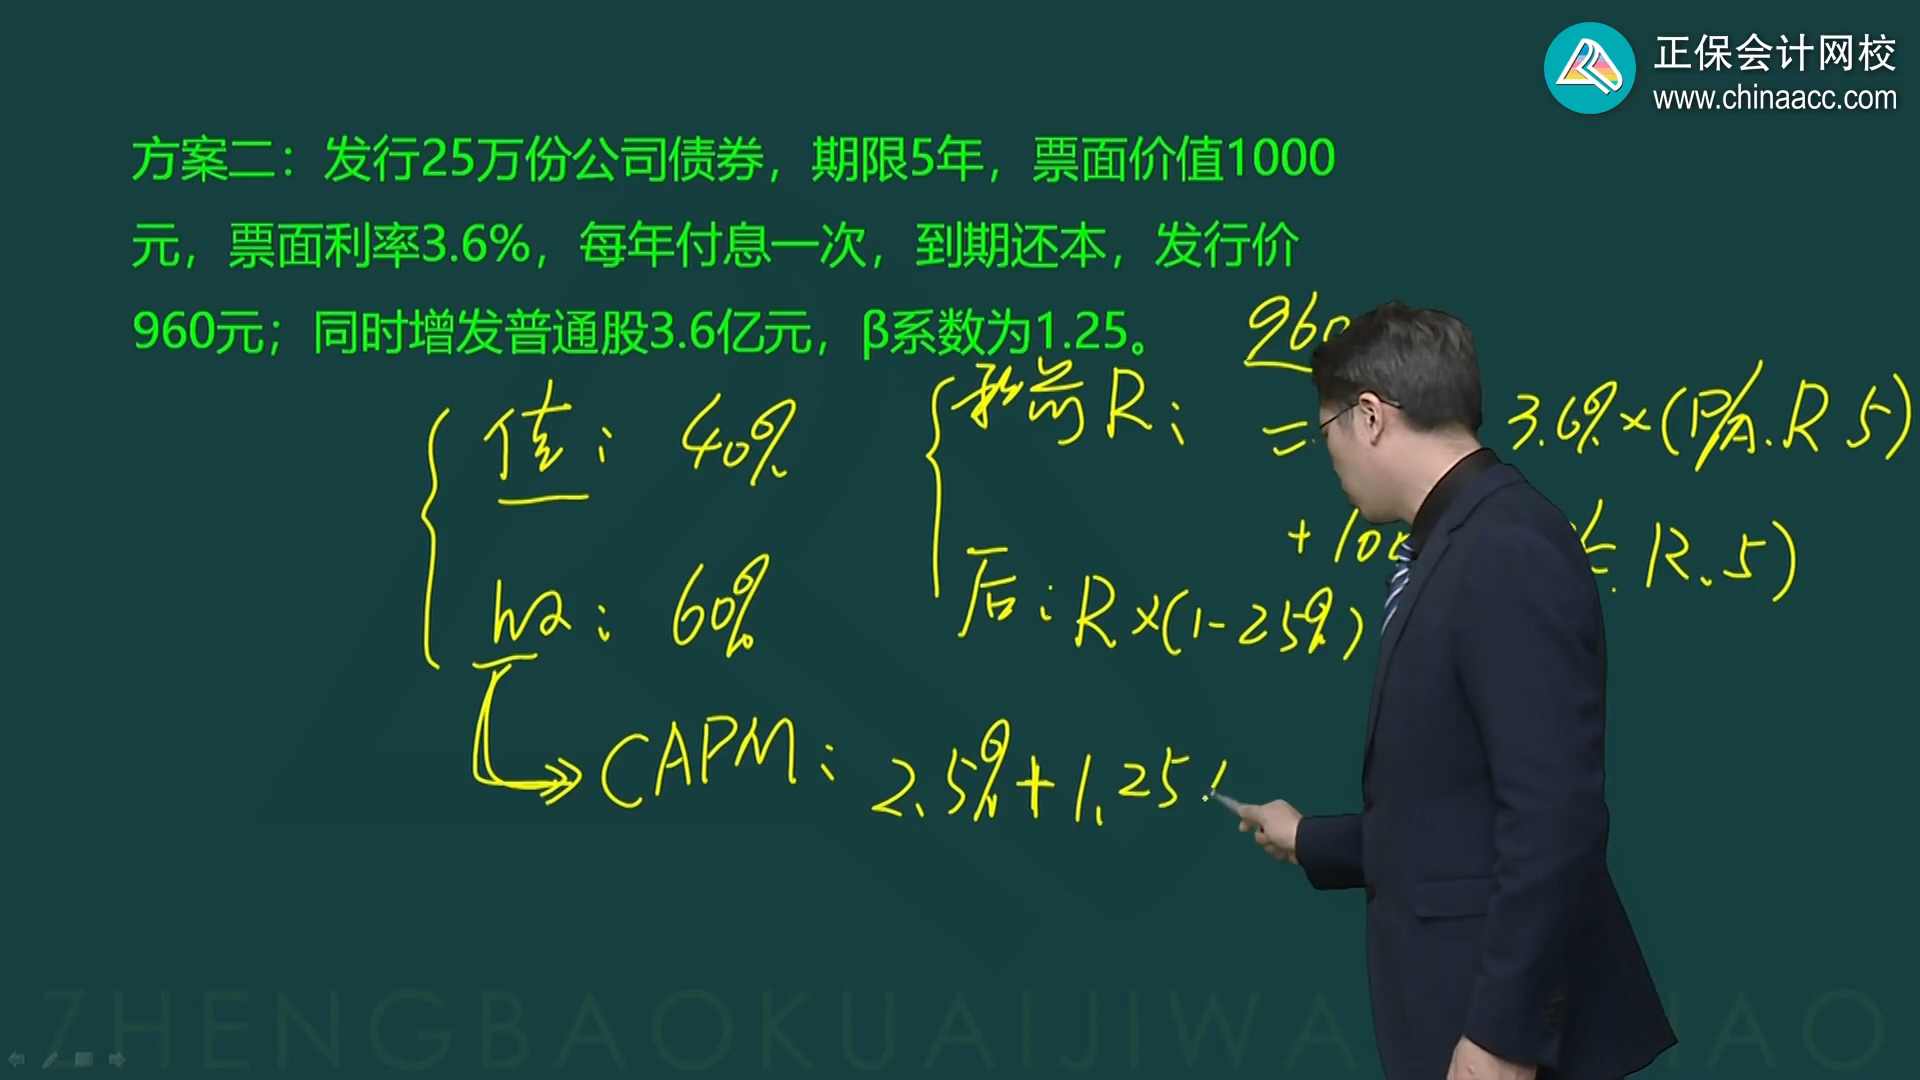 正保会计网校
www.chinaacc.com
方案二：发行25万份公司债券，期限5年，票面价值1000
元，票面利率3.6%，每年付息一次，到期还本，发行价
960元；同时增发普通股3.6亿元，β系数为1.25。
960
债： 40%
税前 R：
= 3.6% × (P/A. R 5)
+ 100 R. 5)
60%
后：R × (1-25%)
CAPM： 2.5% + 1.25
ZHENGBAOKUAIJIWA AO